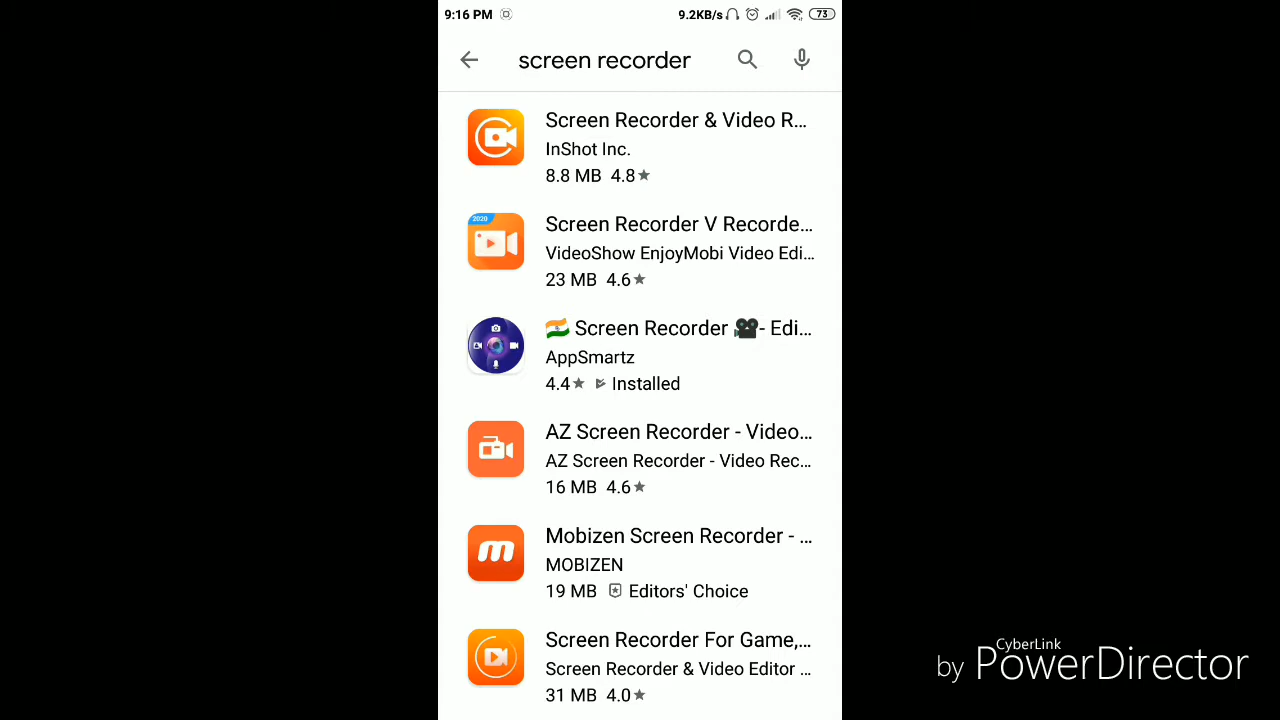 9:16 PM 9.2KB/s 73
screen recorder
Screen Recorder & Video R...
InShot Inc.
8.8 MB 4.8★
2020
Screen Recorder V Recorde...
VideoShow EnjoyMobi Video Edi...
23 MB 4.6★
🇮🇳 Screen Recorder 🎥- Edi...
AppSmartz
4.4★ Installed
AZ Screen Recorder - Video...
AZ Screen Recorder - Video Rec...
16 MB 4.6★
m
Mobizen Screen Recorder - ...
MOBIZEN
19 MB Editors' Choice
Screen Recorder For Game,...
Screen Recorder & Video Editor ...
31 MB 4.0★
CyberLink
by PowerDirector